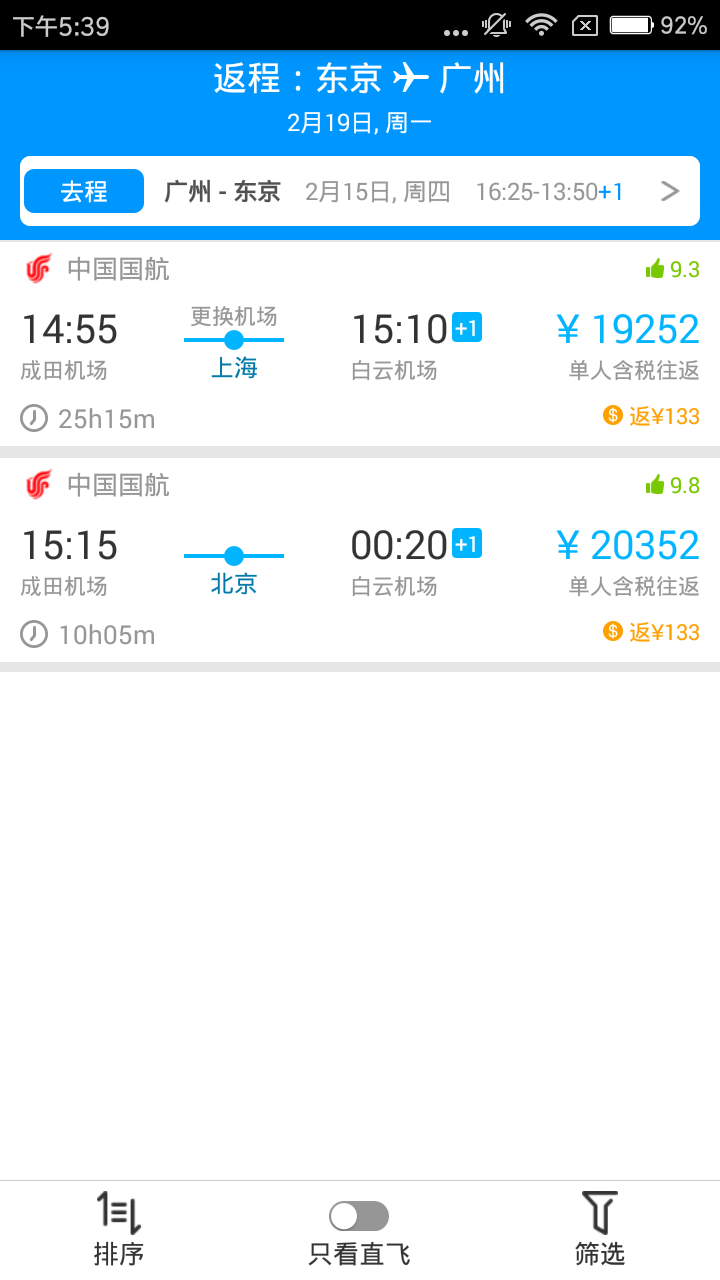 下午5:39 92%
返程：东京 广州
2月19日, 周一
去程 广州 - 东京 2月15日, 周四 16:25-13:50+1
中国国航 9.3
更换机场
14:55 15:10 +1 ¥ 19252
成田机场 上海 白云机场 单人含税往返
25h15m 返¥133
中国国航 9.8
15:15 00:20 +1 ¥ 20352
成田机场 北京 白云机场 单人含税往返
10h05m 返¥133
排序 只看直飞 筛选